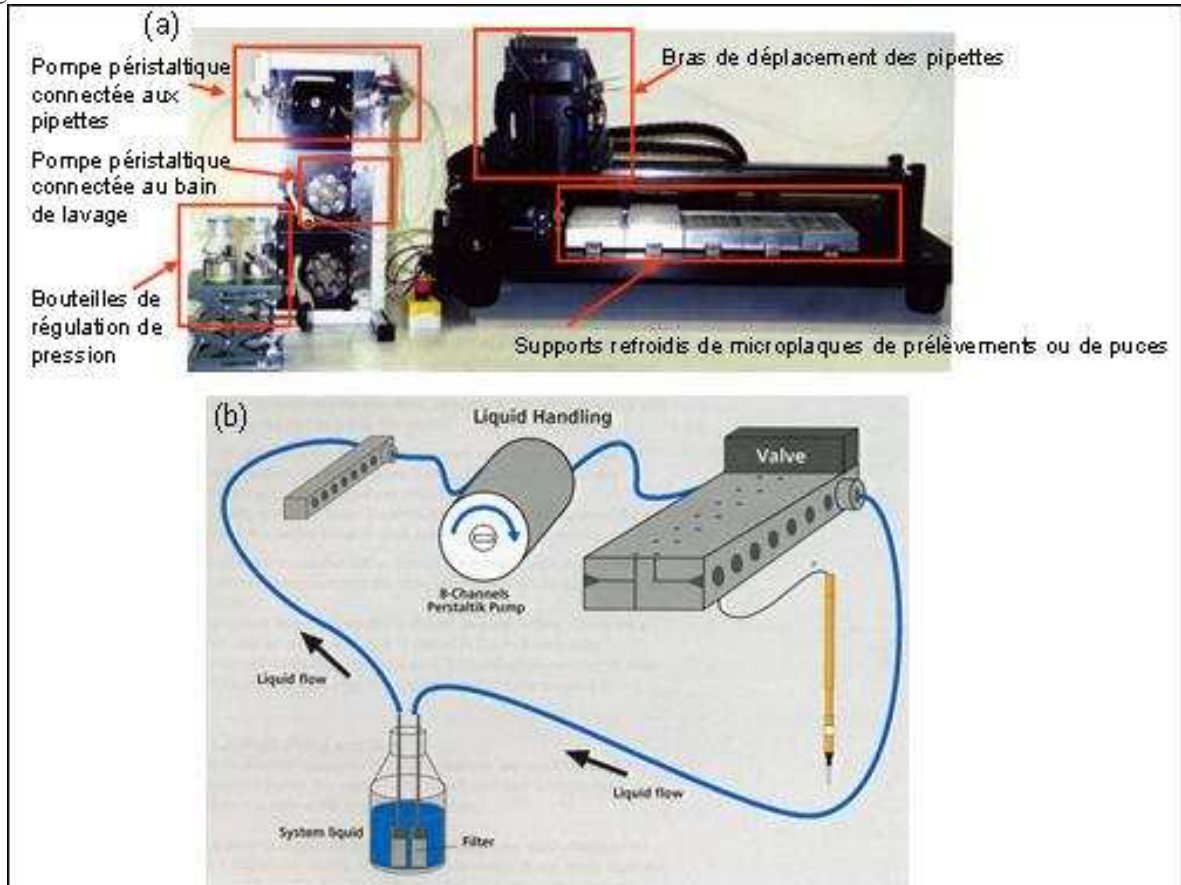 (a)
Pompe péristaltique
connectée aux
pipettes
Bras de déplacement des pipettes
Pompe péristaltique
connectée au bain
de lavage
Bouteilles de
régulation de
pression
Supports refroidis de microplaques de prélèvements ou de puces
(b)
Liquid Handling
Valve
8-Channels
Perstaltik Pump
Liquid flow
Liquid flow
System liquid
Filter